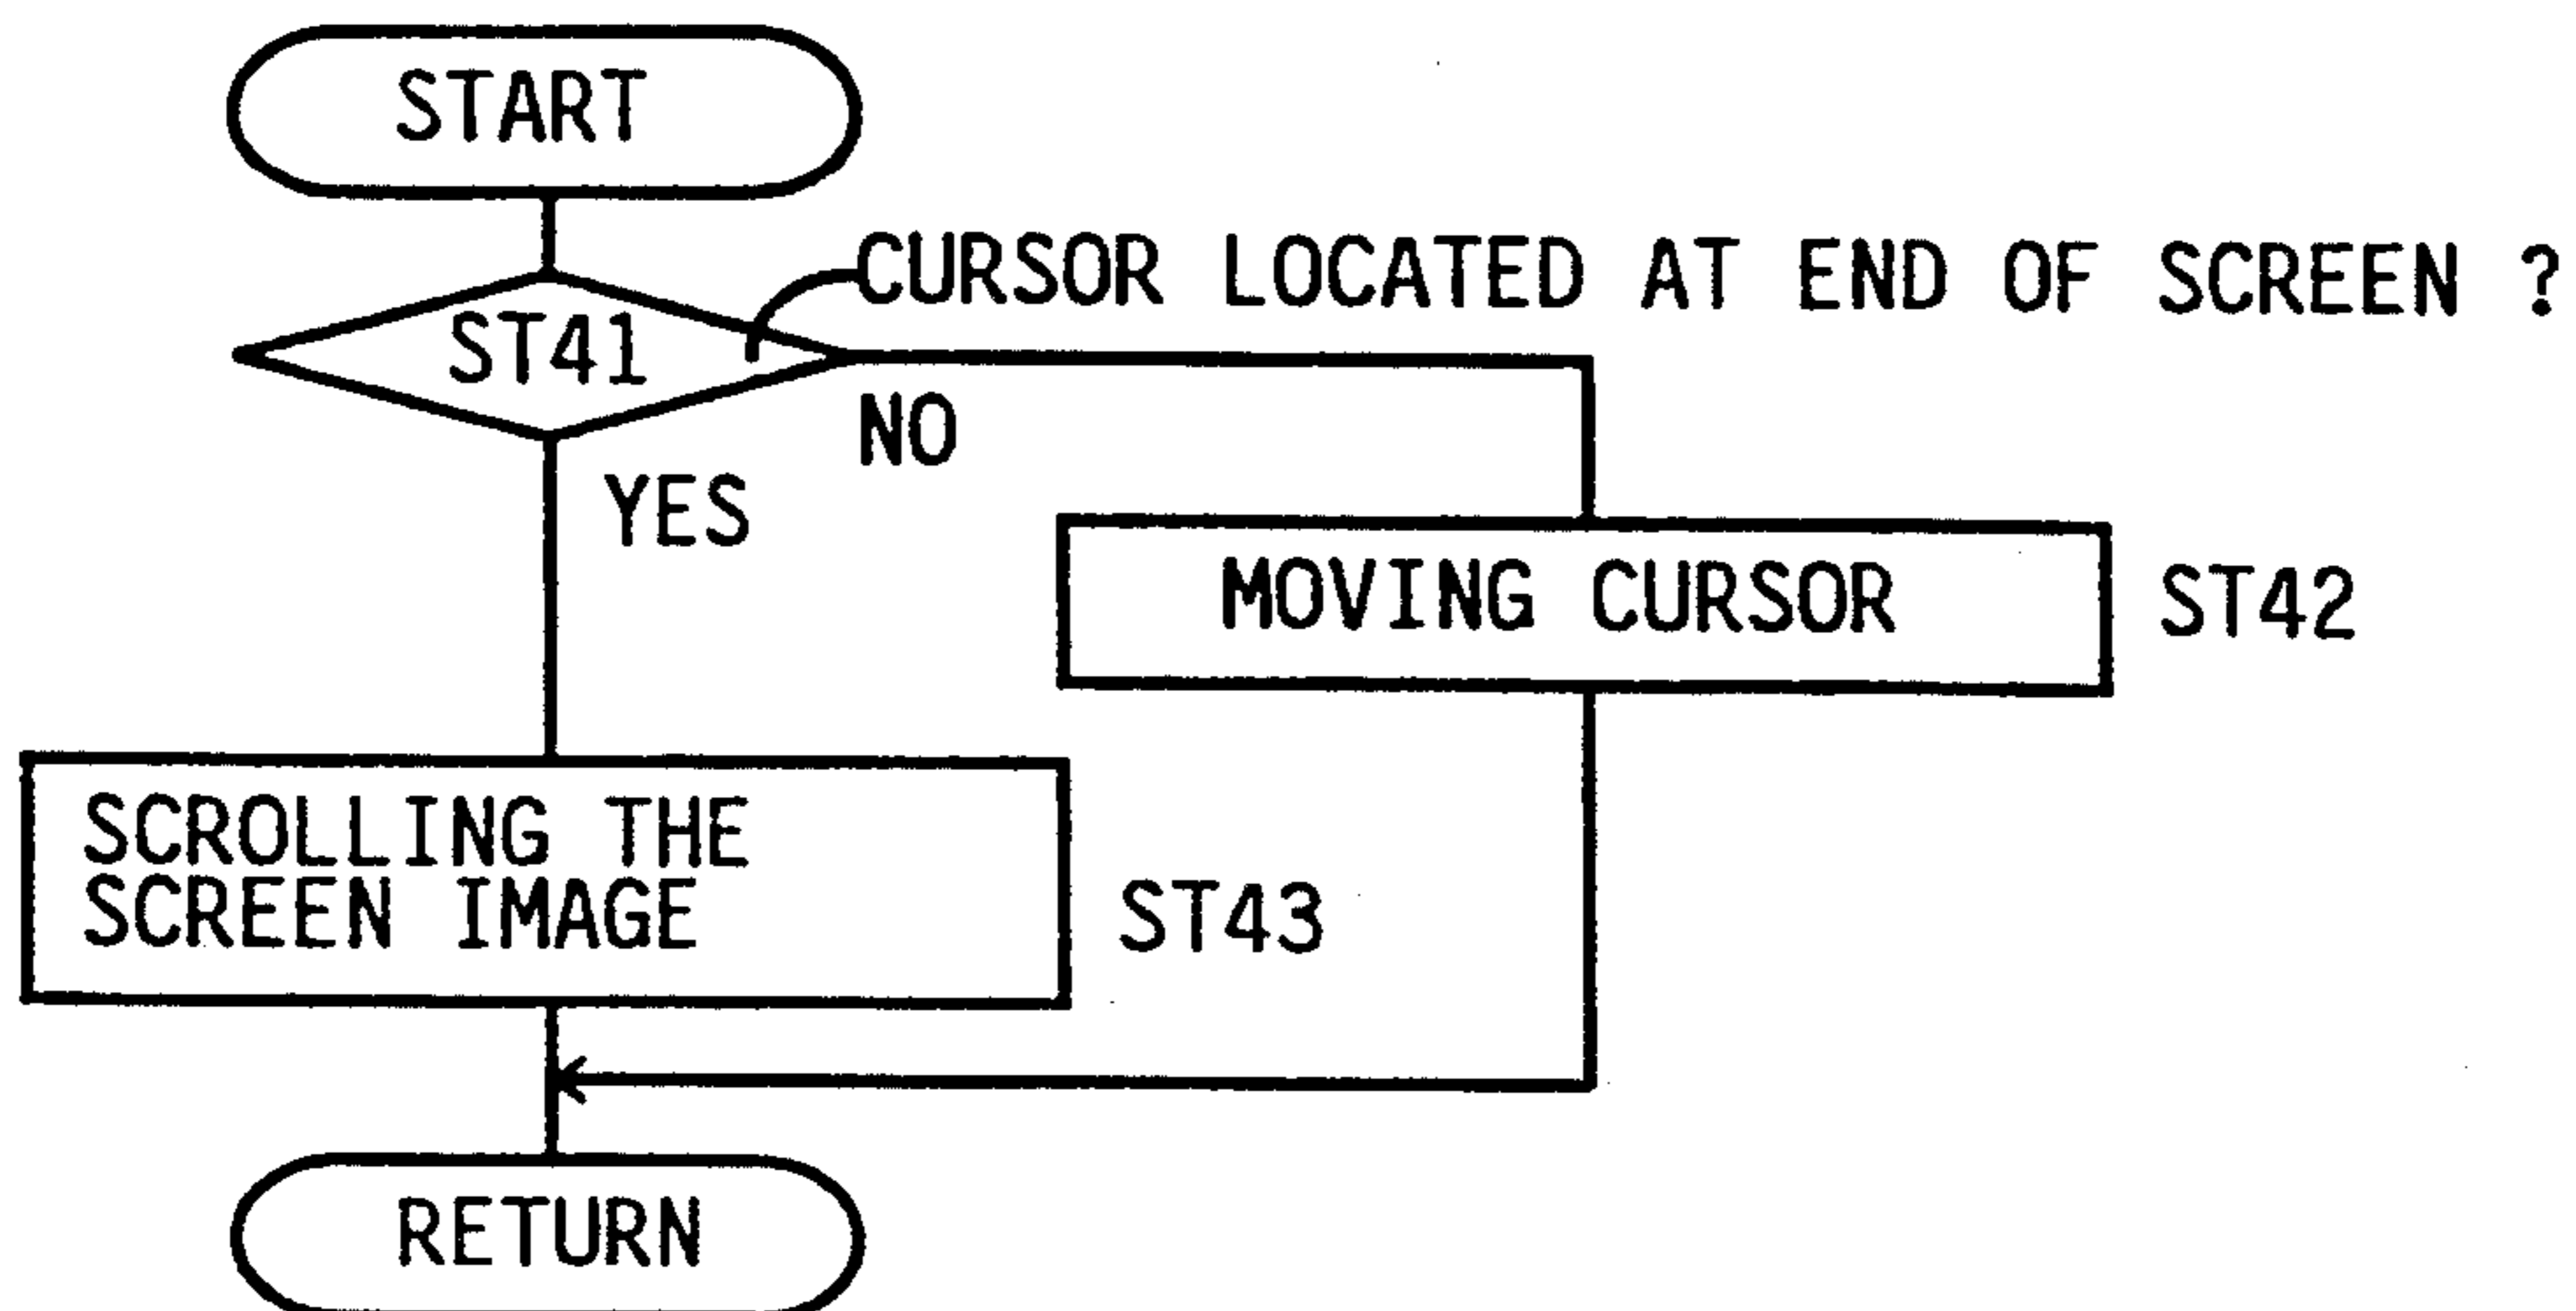 START
CURSOR LOCATED AT END OF SCREEN ?
ST41
NO
YES
MOVING CURSOR
ST42
SCROLLING THE
SCREEN IMAGE
ST43
RETURN